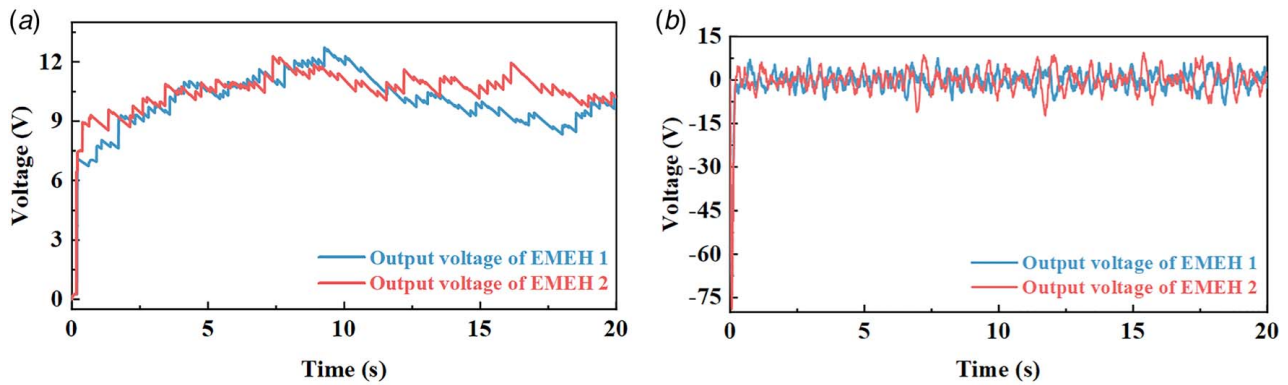 (a)
12
9
6
3
0
Voltage (V)
Output voltage of EMEH 1
Output voltage of EMEH 2
0 5 10 15 20
Time (s)
(b)
15
0
-15
-30
-45
-60
-75
Voltage (V)
Output voltage of EMEH 1
Output voltage of EMEH 2
0 5 10 15 20
Time (s)